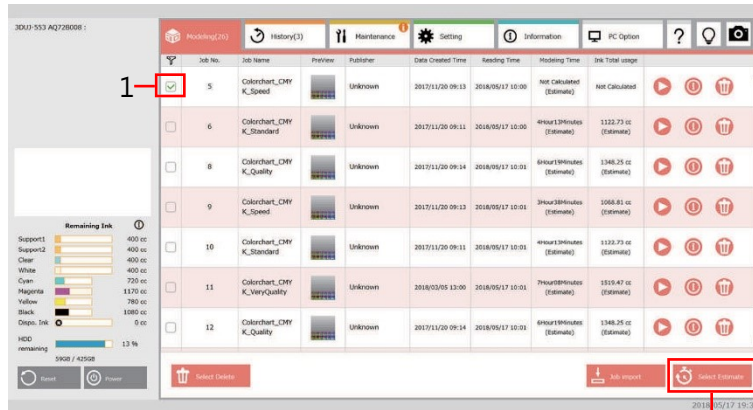 3DUJ-553 AQ728008 :
Modeling(26)
History(3)
Maintenance
Setting
Information
PC Option
?
Job No.
Job Name
PreView
Publisher
Data Created Time
Reading Time
Modeling Time
Ink Total usage
1
5
Colorchart_CMY
K_Speed
Unknown
2017/11/20 09:13
2018/05/17 10:00
Not Calculated
(Estimate)
Not Calculated
6
Colorchart_CMY
K_Standard
Unknown
2017/11/20 09:11
2018/05/17 10:00
4Hour13Minutes
(Estimate)
1122.73 cc
(Estimate)
8
Colorchart_CMY
K_Quality
Unknown
2017/11/20 09:14
2018/05/17 10:01
6Hour19Minutes
(Estimate)
1348.25 cc
(Estimate)
9
Colorchart_CMY
K_Speed
Unknown
2017/11/20 09:13
2018/05/17 10:01
3Hour38Minutes
(Estimate)
1068.81 cc
(Estimate)
10
Colorchart_CMY
K_Standard
Unknown
2017/11/20 09:11
2018/05/17 10:01
4Hour13Minutes
(Estimate)
1122.73 cc
(Estimate)
11
Colorchart_CMY
K_VeryQuality
Unknown
2018/03/05 13:00
2018/05/17 10:01
7Hour08Minutes
(Estimate)
1519.47 cc
(Estimate)
12
Colorchart_CMY
K_Quality
Unknown
2017/11/20 09:14
2018/05/17 10:01
6Hour19Minutes
(Estimate)
1348.25 cc
(Estimate)
Remaining Ink
Support1 400 cc
Support2 400 cc
Clear 400 cc
White 400 cc
Cyan 720 cc
Magenta 1170 cc
Yellow 780 cc
Black 1080 cc
Dispo. Ink 0 cc
HDD
remaining
13 %
59GB / 425GB
Reset
Power
Select Delete
Job import
Select Estimate
2018/05/17 19:3